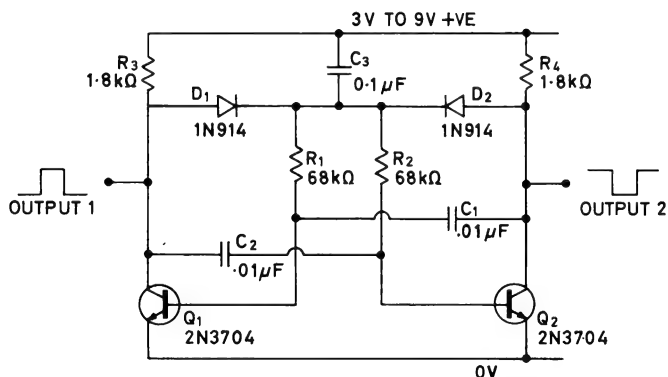 3V TO 9V +VE
R3
1·8kΩ
C3
0·1µF
R4
1·8kΩ
D1
1N914
D2
1N914
R1
68kΩ
R2
68kΩ
OUTPUT 1
OUTPUT 2
C1
.01µF
C2
.01µF
Q1
2N3704
Q2
2N3704
0V